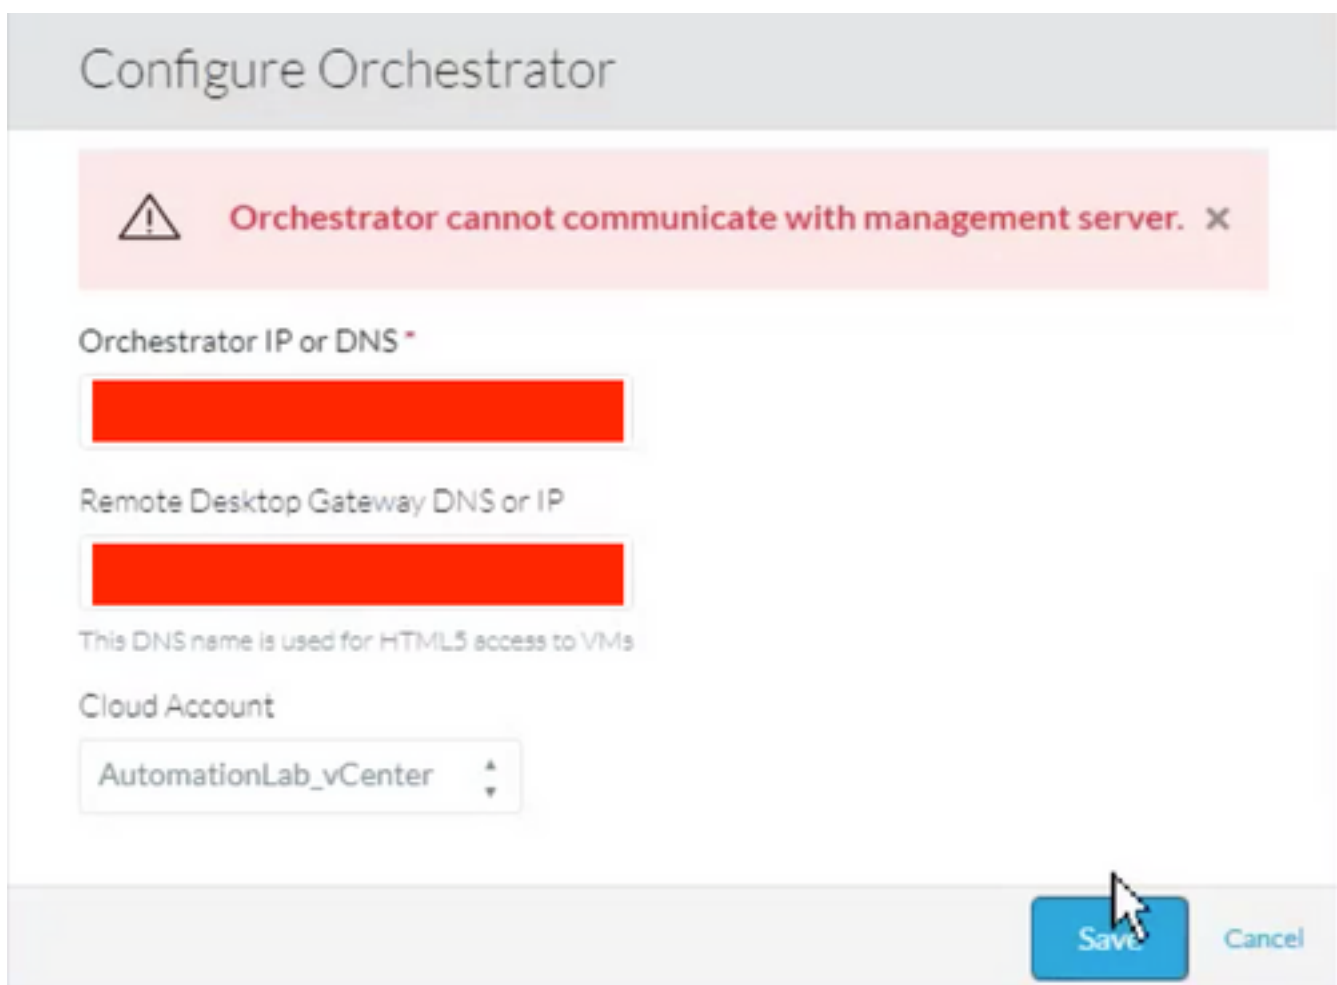 Configure Orchestrator
Orchestrator cannot communicate with management server.
Orchestrator IP or DNS *
Remote Desktop Gateway DNS or IP
This DNS name is used for HTML5 access to VMs
Cloud Account
AutomationLab_vCenter
Save Cancel